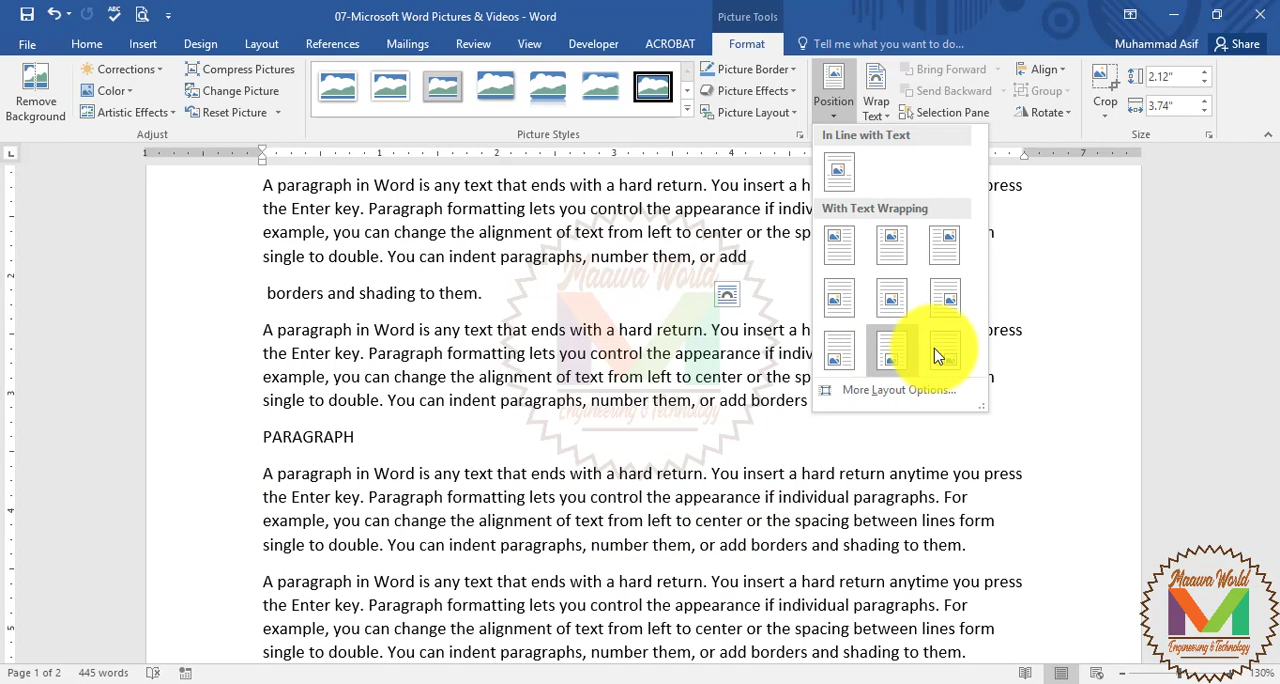 07-Microsoft Word Pictures & Videos - Word
Picture Tools
File Home Insert Design Layout References Mailings Review View Developer ACROBAT Format Tell me what you want to do... Muhammad Asif Share
Remove Background
Corrections
Color
Artistic Effects
Compress Pictures
Change Picture
Reset Picture
Adjust
Picture Styles
Picture Border
Picture Effects
Picture Layout
Position
Wrap Text
Bring Forward
Send Backward
Selection Pane
Align
Group
Rotate
Crop
2.12"
3.74"
Size
In Line with Text
With Text Wrapping
More Layout Options...
1 1 2 3 4 7
A paragraph in Word is any text that ends with a hard return. You insert a h press
the Enter key. Paragraph formatting lets you control the appearance if indiv
example, you can change the alignment of text from left to center or the sp
single to double. You can indent paragraphs, number them, or add
borders and shading to them.
A paragraph in Word is any text that ends with a hard return. You insert a h press
the Enter key. Paragraph formatting lets you control the appearance if indiv
example, you can change the alignment of text from left to center or the sp
single to double. You can indent paragraphs, number them, or add borders
PARAGRAPH
A paragraph in Word is any text that ends with a hard return. You insert a hard return anytime you press
the Enter key. Paragraph formatting lets you control the appearance if individual paragraphs. For
example, you can change the alignment of text from left to center or the spacing between lines form
single to double. You can indent paragraphs, number them, or add borders and shading to them.
A paragraph in Word is any text that ends with a hard return. You insert a hard return anytime you press
the Enter key. Paragraph formatting lets you control the appearance if individual paragraphs. For
example, you can change the alignment of text from left to center or the spacing between lines form
single to double. You can indent paragraphs, number them, or add borders and shading to them.
2
3
4
5
Maawa World
Engineering & Technology
Maawa World
Engineering & Technology
Page 1 of 2 445 words 130%